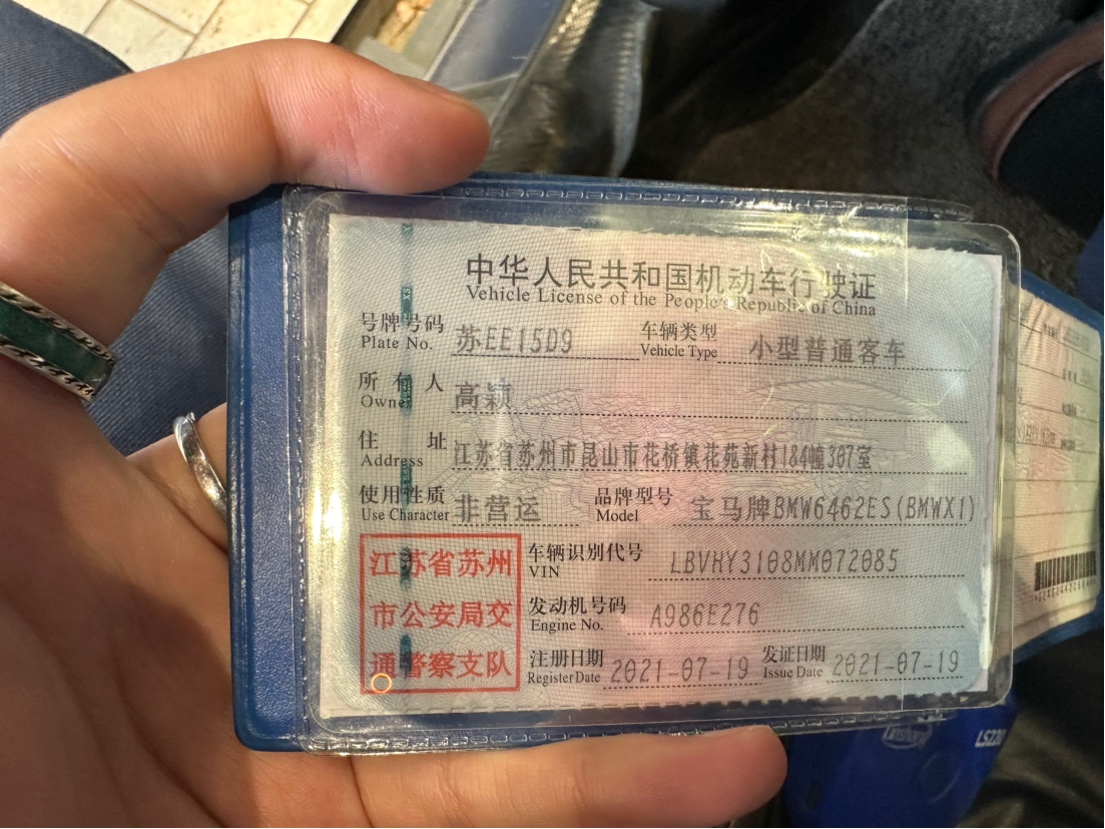 中华人民共和国机动车行驶证
Vehicle License of the People's Republic of China
号牌号码 苏EE15D9 车辆类型 小型普通客车
Plate No. Vehicle Type
所有人 高颖
Owner
住址 江苏省苏州市昆山市花桥镇花苑新村184幢307室
Address
使用性质 非营运 品牌型号 宝马牌BMW6462ES(BMWX1)
Use Character Model
江苏省苏州
市公安局交
通警察支队
车辆识别代号 LBVHY3108MM072085
VIN
发动机号码 A986E276
Engine No.
注册日期 2021-07-19 发证日期 2021-07-19
Register Date Issue Date